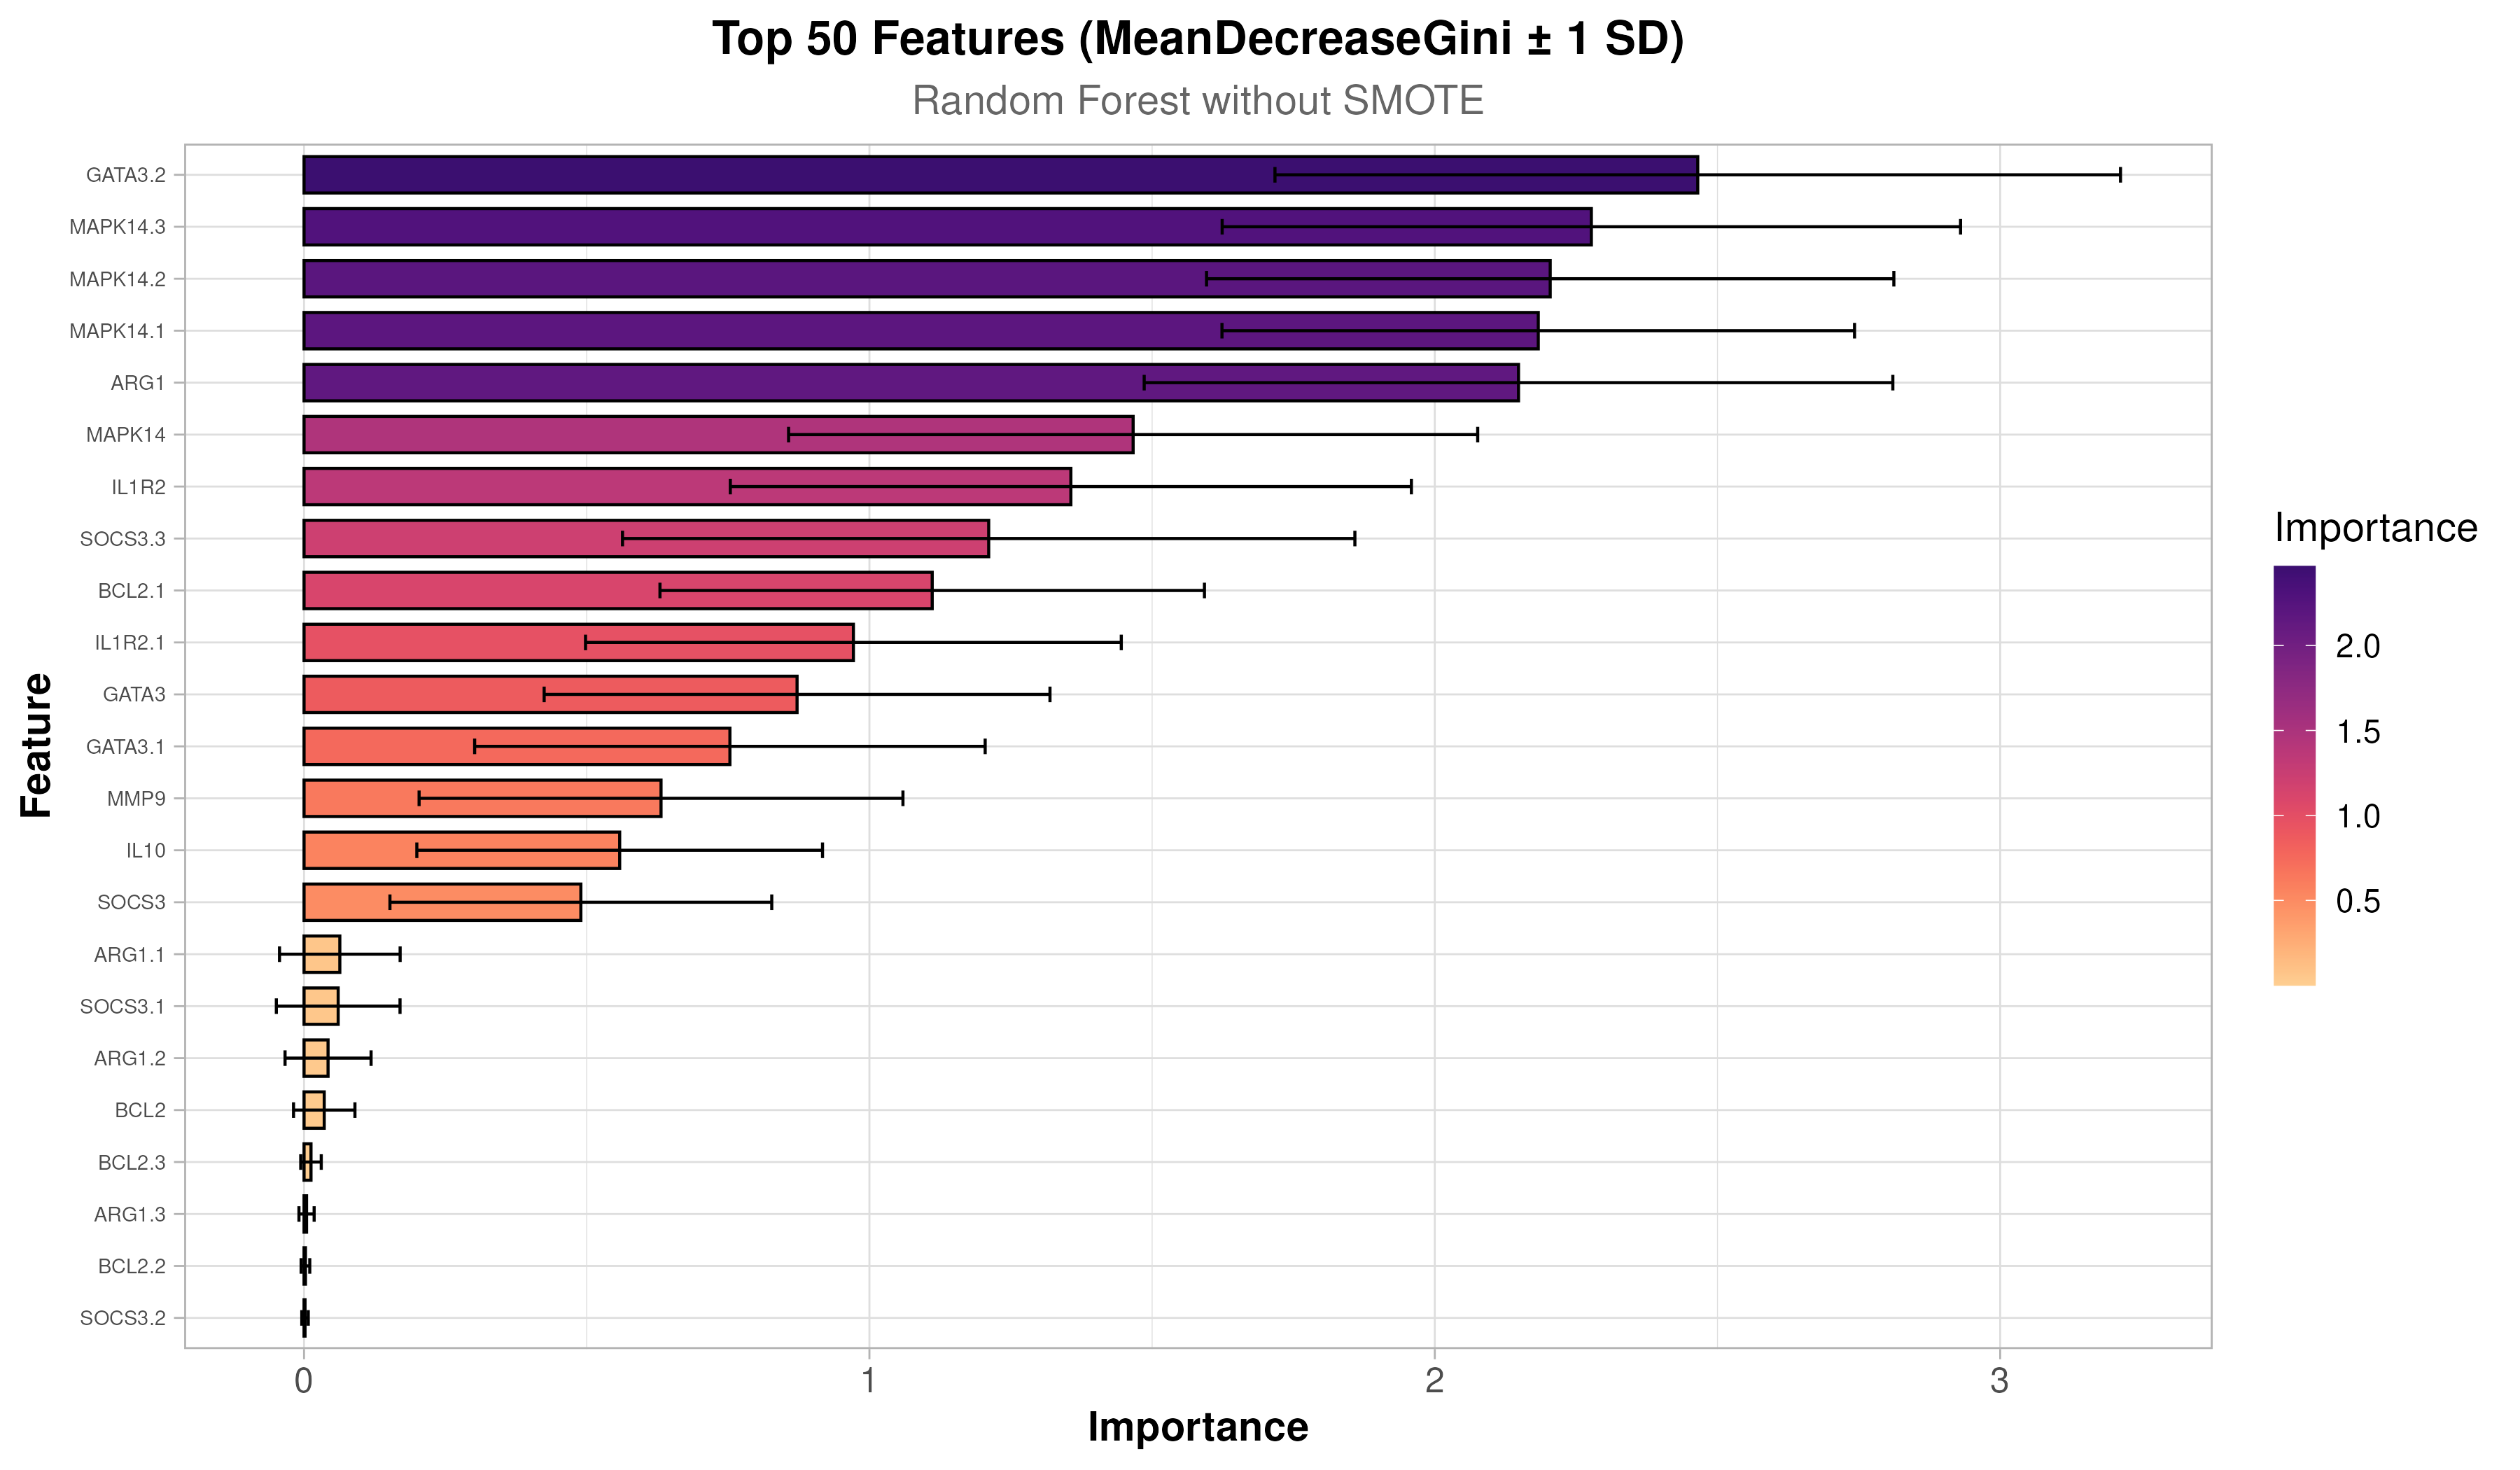 Top 50 Features (MeanDecreaseGini ± 1 SD)
Random Forest without SMOTE
Feature
GATA3.2
MAPK14.3
MAPK14.2
MAPK14.1
ARG1
MAPK14
IL1R2
SOCS3.3
BCL2.1
IL1R2.1
GATA3
GATA3.1
MMP9
IL10
SOCS3
ARG1.1
SOCS3.1
ARG1.2
BCL2
BCL2.3
ARG1.3
BCL2.2
SOCS3.2
0 1 2 3
Importance
Importance
2.0
1.5
1.0
0.5